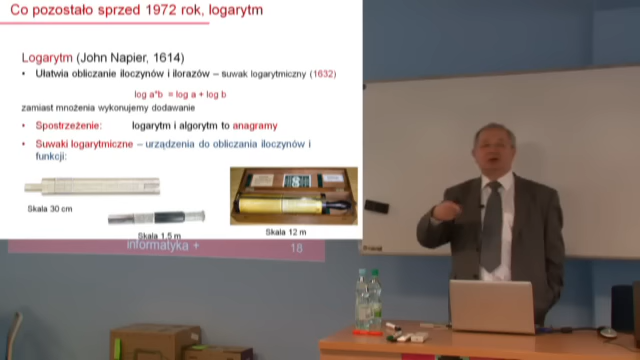 Co pozostało sprzed 1972 rok, logarytm
Logarytm (John Napier, 1614)
• Ułatwia obliczanie iloczynów i ilorazów – suwak logarytmiczny (1632)
log a*b = log a + log b
zamiast mnożenia wykonujemy dodawanie
• Spostrzeżenie: logarytm i algorytm to anagramy
• Suwaki logarytmiczne – urządzenia do obliczania iloczynów i
funkcji:
Skala 30 cm
Skala 1,5 m
Skala 12 m
informatyka +
18